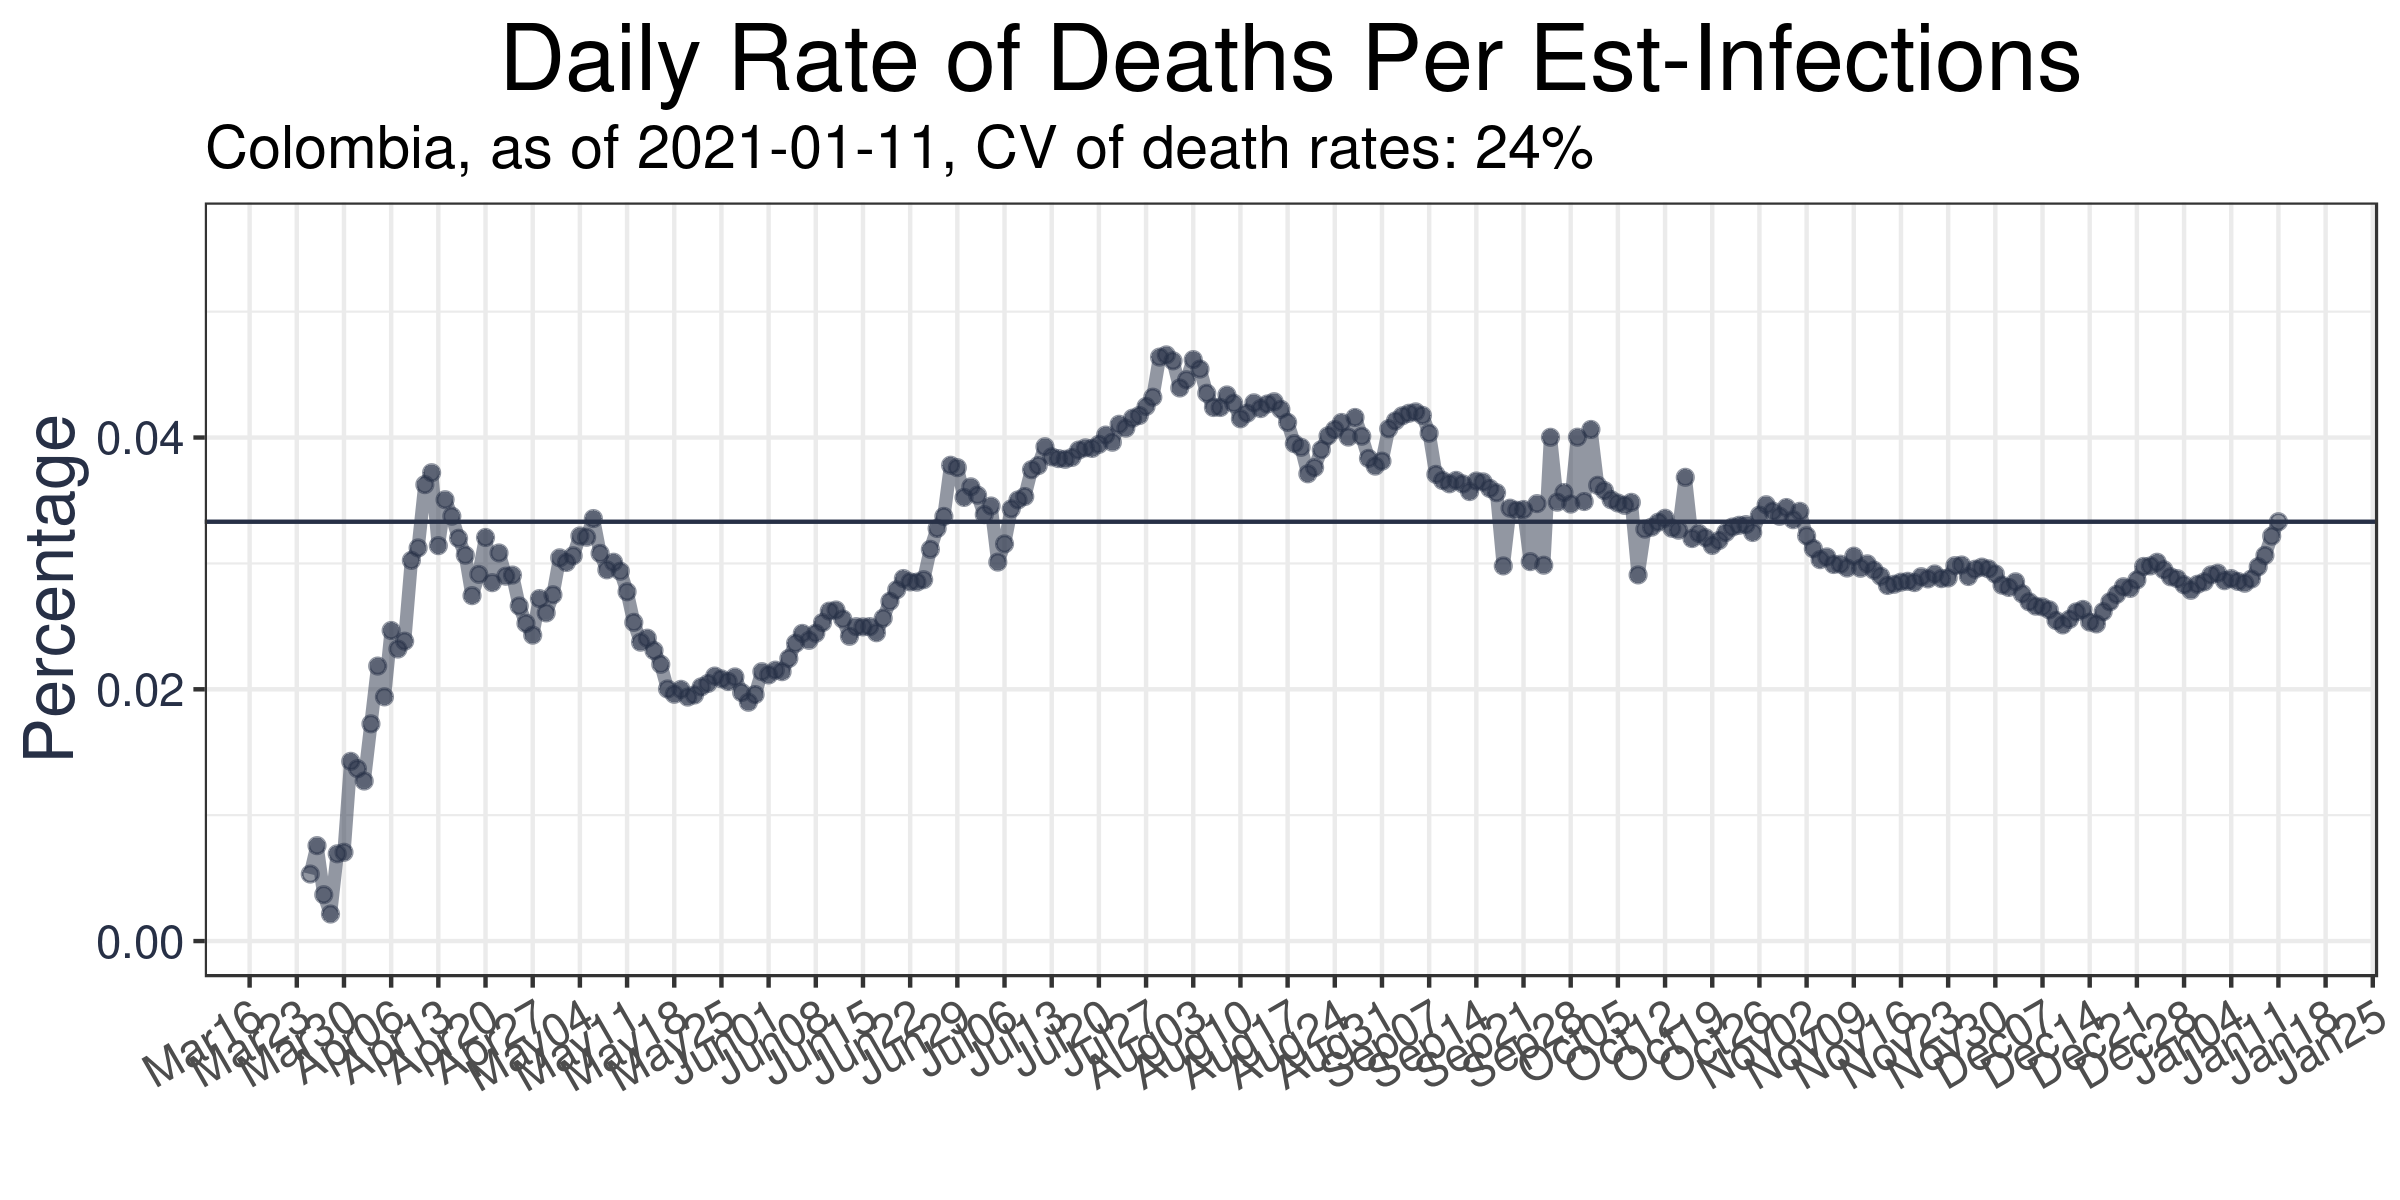 Daily Rate of Deaths Per Est-Infections
Colombia, as of 2021-01-11, CV of death rates: 24%
Percentage
0.04
0.02
0.00
Mar16
Mar23
Mar30
Apr06
Apr13
Apr20
Apr27
May04
May11
May18
May25
Jun01
Jun08
Jun15
Jun22
Jun29
Jul06
Jul13
Jul20
Jul27
Aug03
Aug10
Aug17
Aug24
Aug31
Sep07
Sep14
Sep21
Sep28
Oct05
Oct12
Oct19
Oct26
Nov02
Nov09
Nov16
Nov23
Nov30
Dec07
Dec14
Dec21
Dec28
Jan04
Jan11
Jan18
Jan25